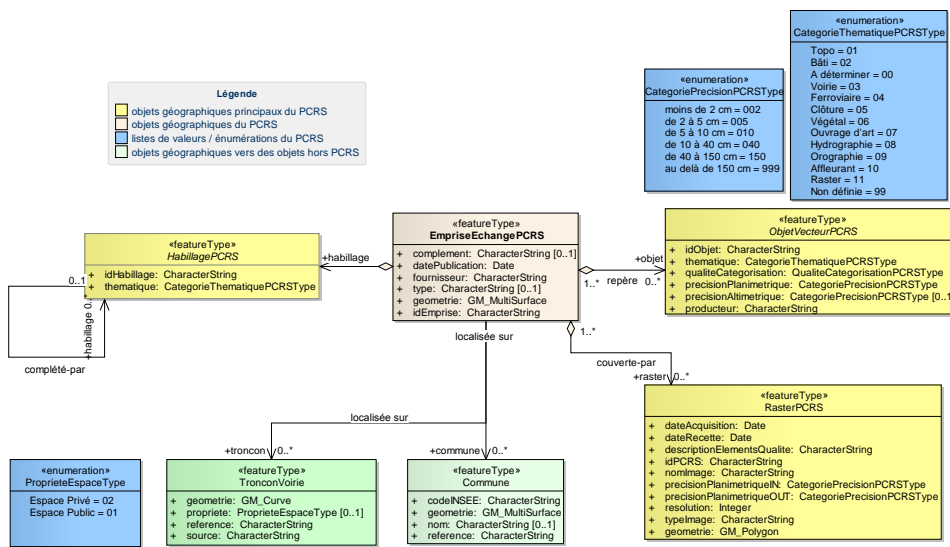 «enumeration»
CategorieThematiquePCRSType
Topo = 01
Bâti = 02
A déterminer = 00
Voirie = 03
Ferroviaire = 04
Clôture = 05
Végétal = 06
Ouvrage d'art = 07
Hydrographie = 08
Orographie = 09
Affleurant = 10
Raster = 11
Non définie = 99
«enumeration»
CategoriePrecisionPCRSType
moins de 2 cm = 002
de 2 à 5 cm = 005
de 5 à 10 cm = 010
de 10 à 40 cm = 040
de 40 à 150 cm = 150
au delà de 150 cm = 999
Légende
objets géographiques principaux du PCRS
objets géographiques du PCRS
listes de valeurs / énumérations du PCRS
objets géographiques vers des objets hors PCRS
«featureType»
HabillagePCRS
+ idHabillage: CharacterString
+ thematique: CategorieThematiquePCRSType
0..1
+habillage 0..*
complété-par
+habillage
«featureType»
EmpriseEchangePCRS
+ complement: CharacterString [0..1]
+ datePublication: Date
+ fournisseur: CharacterString
+ type: CharacterString [0..1]
+ geometrie: GM_MultiSurface
+ idEmprise: CharacterString
+objet
1..*
repère
0..*
«featureType»
ObjetVecteurPCRS
+ idObjet: CharacterString
+ thematique: CategorieThematiquePCRSType
+ qualiteCategorisation: QualiteCategorisationPCRSType
+ precisionPlanimetrique: CategoriePrecisionPCRSType
+ precisionAltimetrique: CategoriePrecisionPCRSType [0..1
+ producteur: CharacterString
localisée sur
1..*
couverte-par
+raster
0..*
«featureType»
RasterPCRS
+ dateAcquisition: Date
+ dateRecette: Date
+ descriptionElementsQualite: CharacterString
+ idPCRS: CharacterString
+ nomImage: CharacterString
+ precisionPlanimetriqueIN: CategoriePrecisionPCRSType
+ precisionPlanimetriqueOUT: CategoriePrecisionPCRSType
+ resolution: Integer
+ typeImage: CharacterString
+ geometrie: GM_Polygon
localisée sur
+troncon
0..*
+commune
0..*
«enumeration»
ProprieteEspaceType
Espace Privé = 02
Espace Public = 01
«featureType»
TronconVoirie
+ geometrie: GM_Curve
+ propriete: ProprieteEspaceType [0..1]
+ reference: CharacterString
+ source: CharacterString
«featureType»
Commune
+ codeINSEE: CharacterString
+ geometrie: GM_MultiSurface
+ nom: CharacterString [0..1]
+ reference: CharacterString